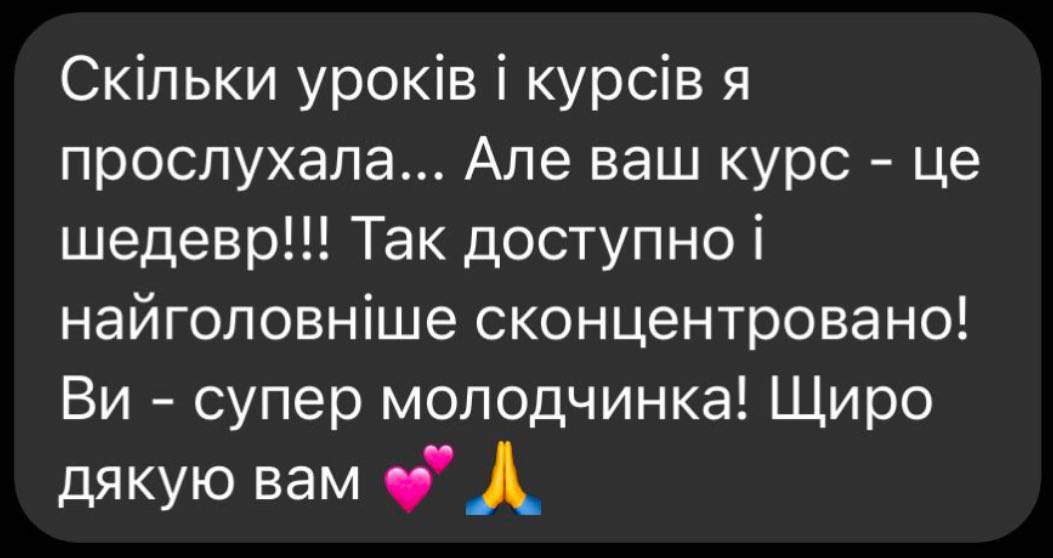 Скільки уроків і курсів я
прослухала... Але ваш курс - це
шедевр!!! Так доступно і
найголовніше сконцентровано!
Ви - супер молодчинка! Щиро
дякую вам 💕🙏